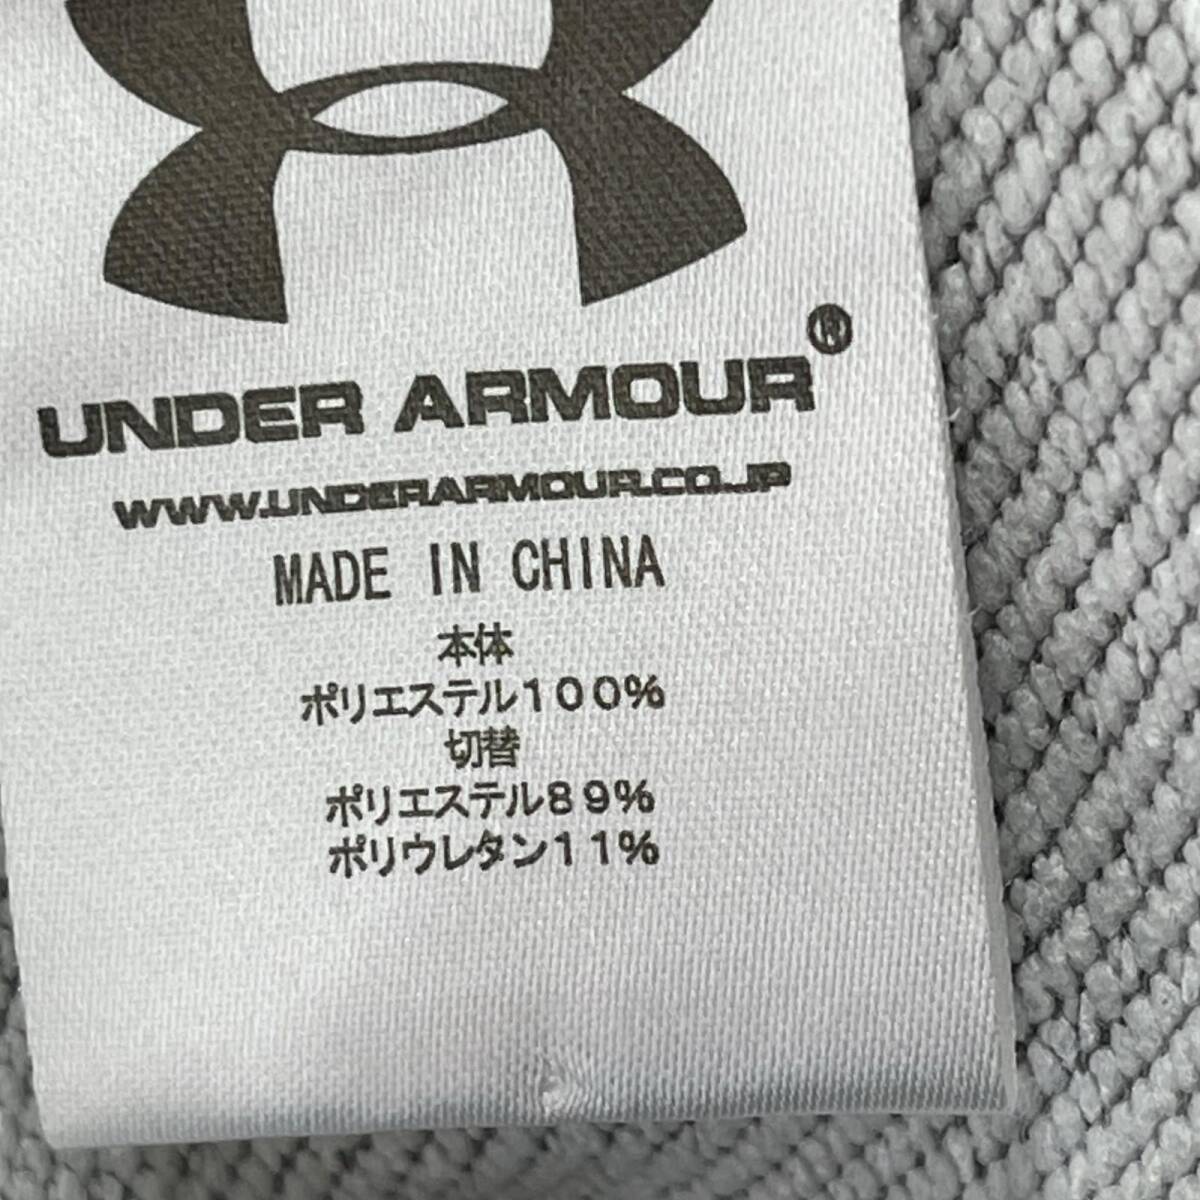 UNDER ARMOUR®
WWW.UNDERARMOUR.CO.JP
MADE IN CHINA
本体
ポリエステル100%
切替
ポリエステル89%
ポリウレタン11%